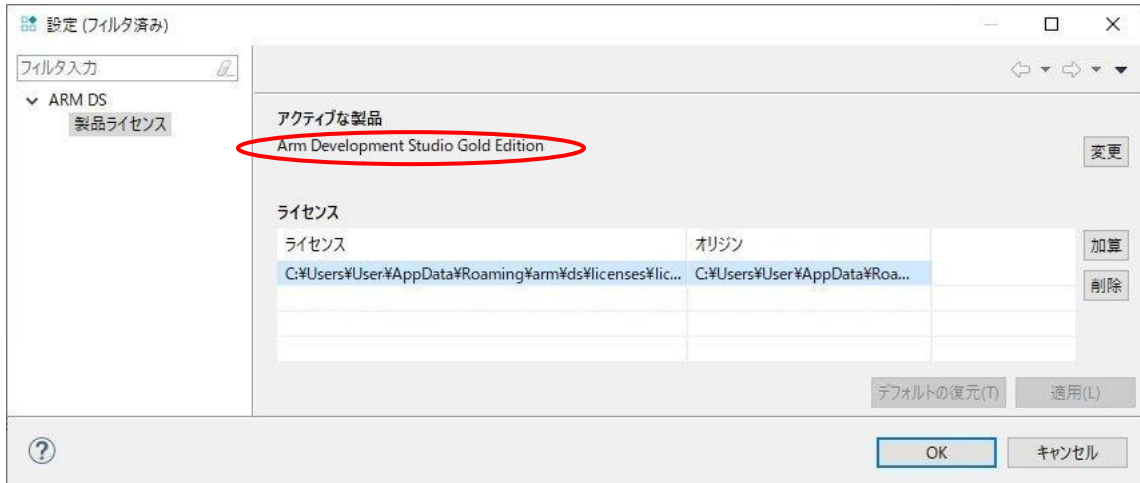 設定 (フィルタ済み)
フィルタ入力
ARM DS
製品ライセンス
アクティブな製品
Arm Development Studio Gold Edition
変更
ライセンス
ライセンス オリジン
加算
C:¥Users¥User¥AppData¥Roaming¥arm¥ds¥licenses¥lic... C:¥Users¥User¥AppData¥Roa...
削除
デフォルトの復元(T) 適用(L)
? OK キャンセル